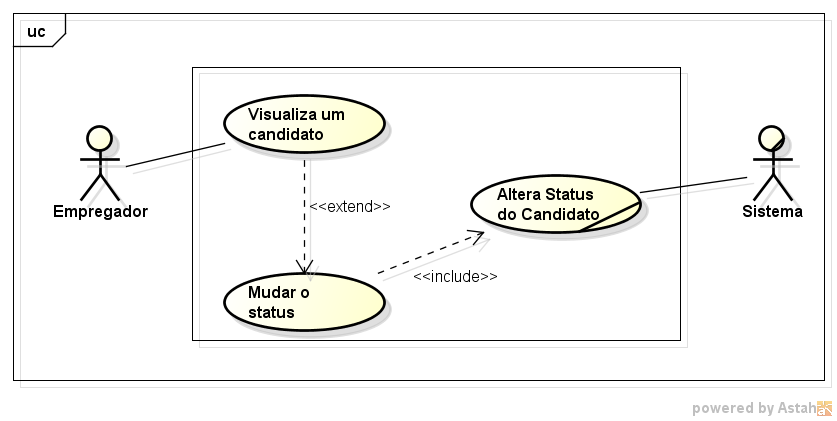 uc
Visualiza um
candidato
Empregador
<<extend>>
Altera Status
do Candidato
Sistema
<<include>>
Mudar o
status
powered by Astah